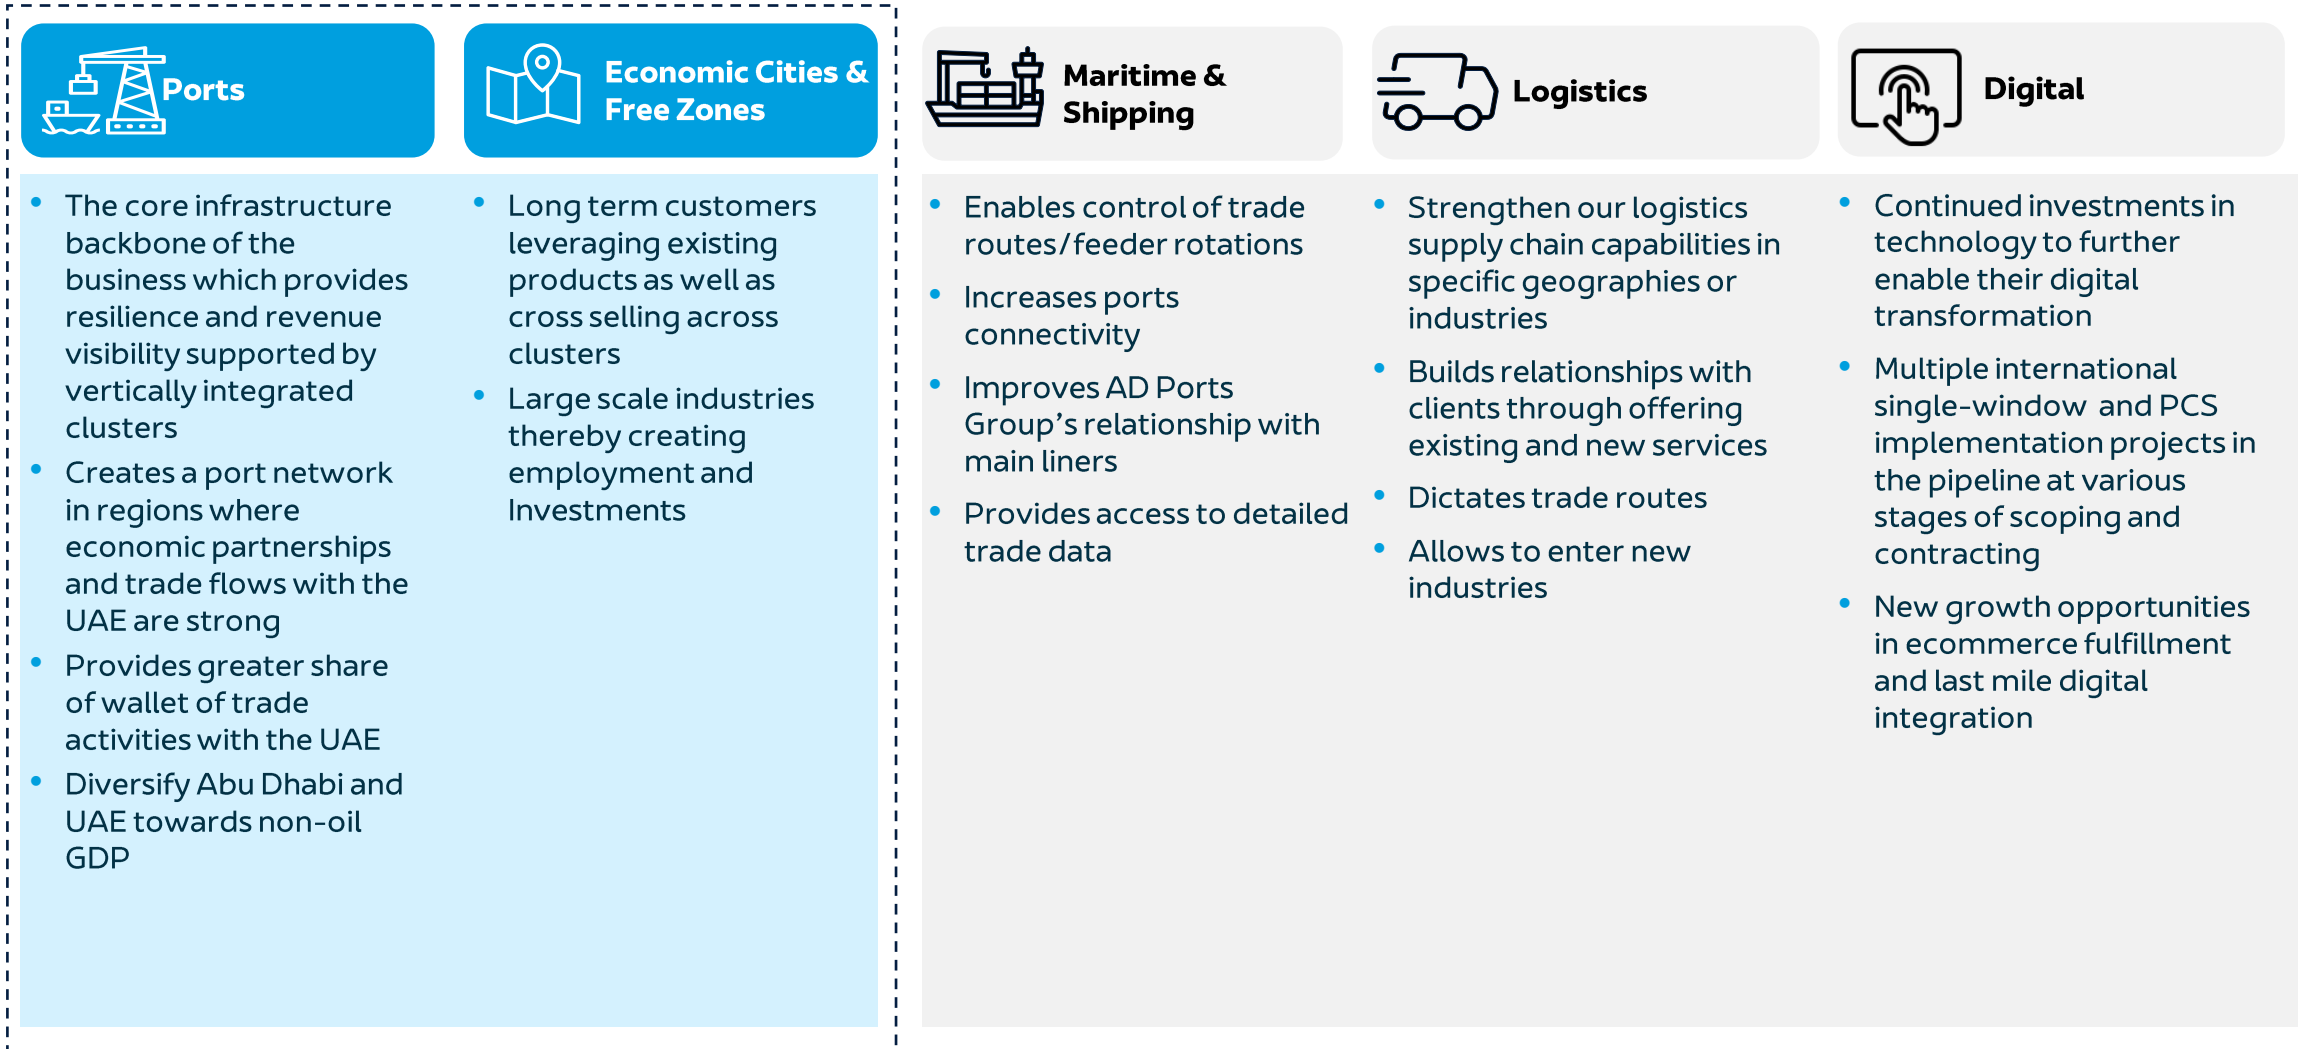 Ports
The core infrastructure
backbone of the
business which provides
resilience and revenue
visibility supported by
vertically integrated
clusters
Creates a port network
in regions where
economic partnerships
and trade flows with the
UAE are strong
Provides greater share
of wallet of trade
activities with the UAE
Diversify Abu Dhabi and
UAE towards non-oil
GDP
Economic Cities &
Free Zones
Long term customers
leveraging existing
products as well as
cross selling across
clusters
Large scale industries
thereby creating
employment and
Investments
Maritime &
Shipping
Enables control of trade
routes/feeder rotations
Increases ports
connectivity
Improves AD Ports
Group's relationship with
main liners
Provides access to detailed
trade data
Logistics
Strengthen our logistics
supply chain capabilities in
specific geographies or
industries
Builds relationships with
clients through offering
existing and new services
Dictates trade routes
Allows to enter new
industries
Digital
Continued investments in
technology to further
enable their digital
transformation
Multiple international
single-window and PCS
implementation projects in
the pipeline at various
stages of scoping and
contracting
New growth opportunities
in ecommerce fulfillment
and last mile digital
integration